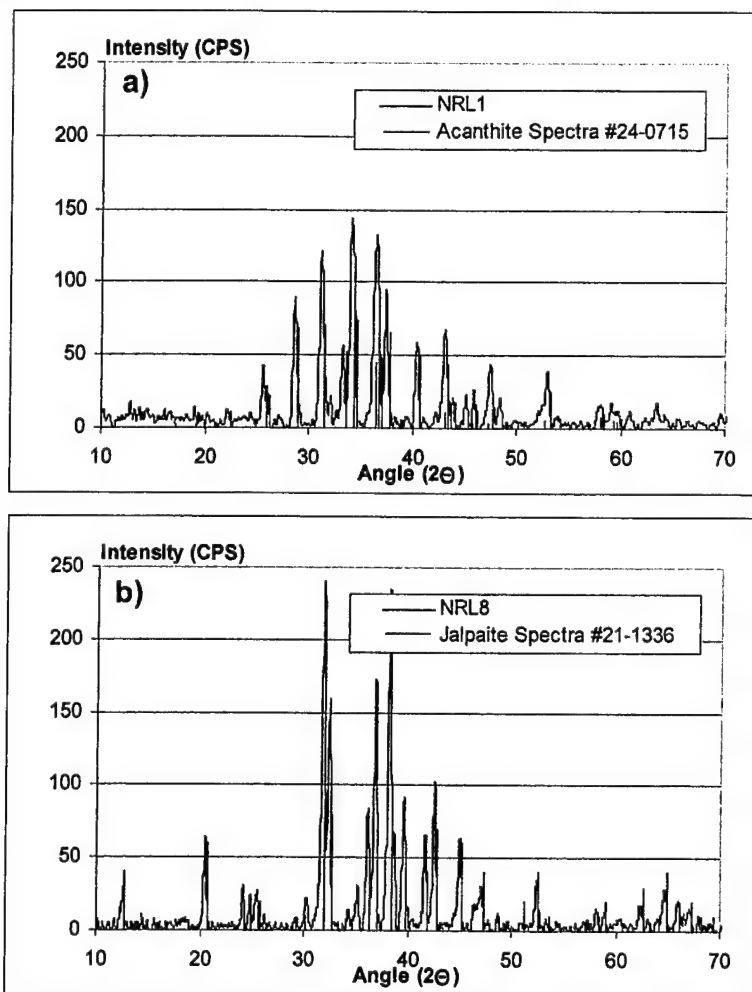 Intensity (CPS)
a)
250
200
150
100
50
0
NRL1
Acanthite Spectra #24-0715
10 20 30 40 50 60 70
Angle (2Θ)
Intensity (CPS)
b)
250
200
150
100
50
0
NRL8
Jalpaite Spectra #21-1336
10 20 30 40 50 60 70
Angle (2Θ)